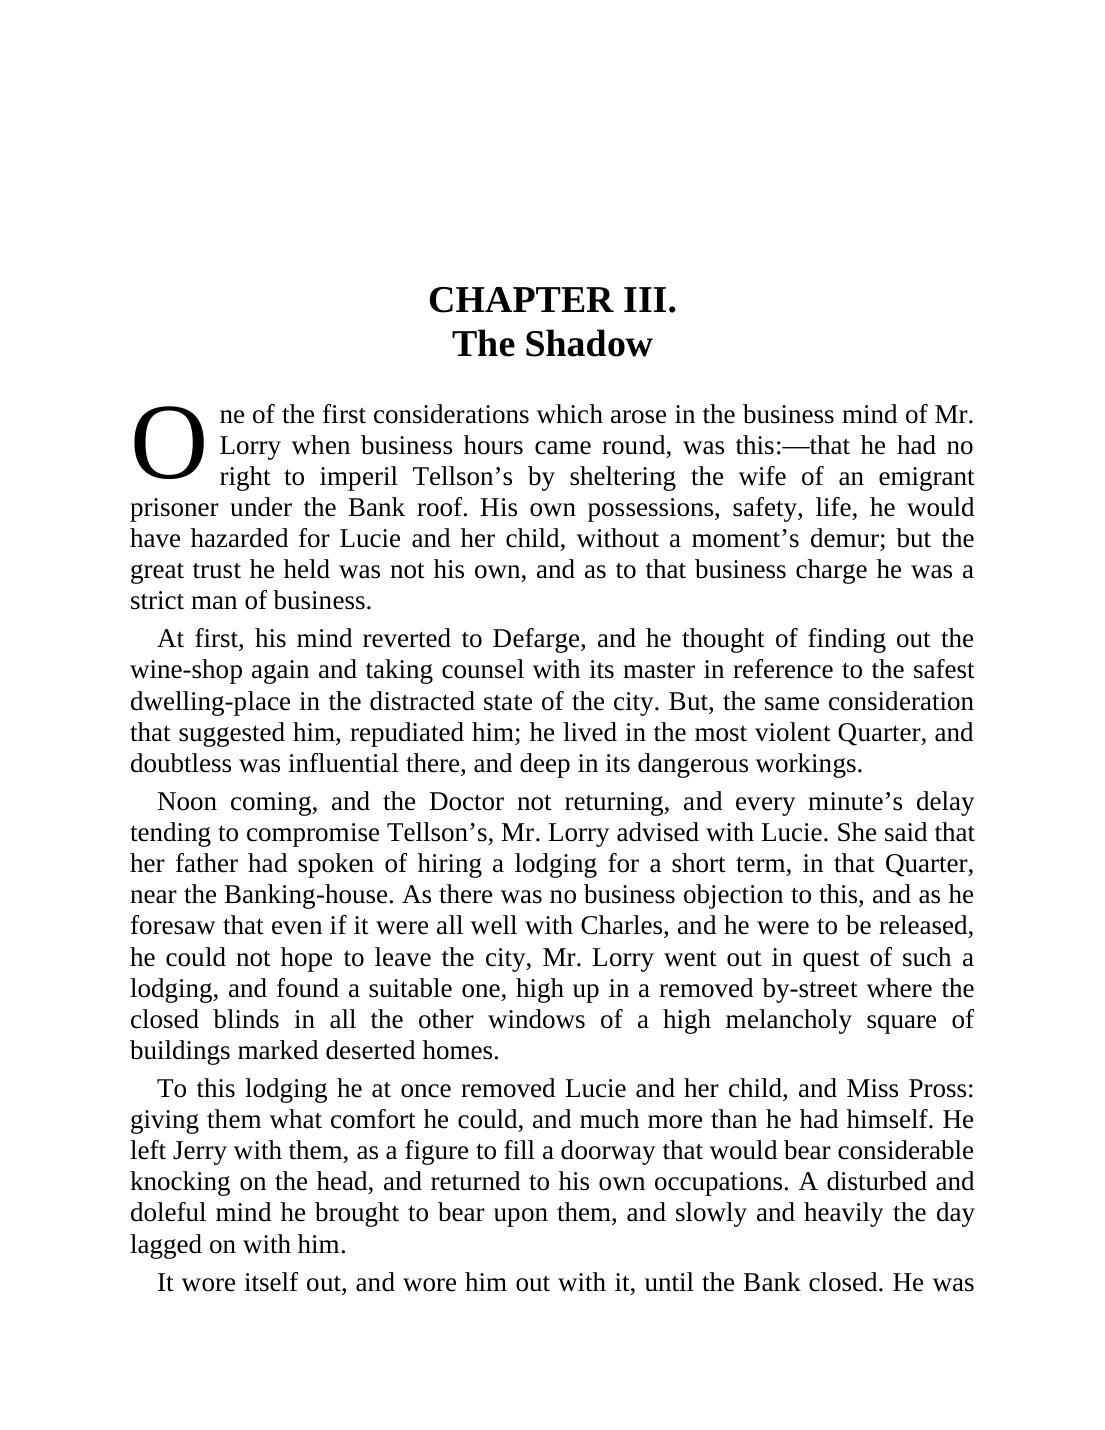 CHAPTER III.
The Shadow
One of the first considerations which arose in the business mind of Mr.
Lorry when business hours came round, was this:—that he had no
right to imperil Tellson’s by sheltering the wife of an emigrant
prisoner under the Bank roof. His own possessions, safety, life, he would
have hazarded for Lucie and her child, without a moment’s demur; but the
great trust he held was not his own, and as to that business charge he was a
strict man of business.
At first, his mind reverted to Defarge, and he thought of finding out the
wine-shop again and taking counsel with its master in reference to the safest
dwelling-place in the distracted state of the city. But, the same consideration
that suggested him, repudiated him; he lived in the most violent Quarter, and
doubtless was influential there, and deep in its dangerous workings.
Noon coming, and the Doctor not returning, and every minute’s delay
tending to compromise Tellson’s, Mr. Lorry advised with Lucie. She said that
her father had spoken of hiring a lodging for a short term, in that Quarter,
near the Banking-house. As there was no business objection to this, and as he
foresaw that even if it were all well with Charles, and he were to be released,
he could not hope to leave the city, Mr. Lorry went out in quest of such a
lodging, and found a suitable one, high up in a removed by-street where the
closed blinds in all the other windows of a high melancholy square of
buildings marked deserted homes.
To this lodging he at once removed Lucie and her child, and Miss Pross:
giving them what comfort he could, and much more than he had himself. He
left Jerry with them, as a figure to fill a doorway that would bear considerable
knocking on the head, and returned to his own occupations. A disturbed and
doleful mind he brought to bear upon them, and slowly and heavily the day
lagged on with him.
It wore itself out, and wore him out with it, until the Bank closed. He was